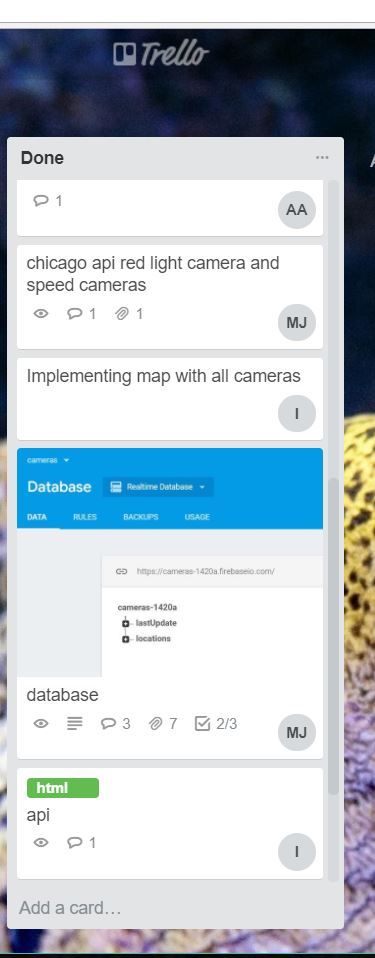 Trello
Done
1
AA
chicago api red light camera and
speed cameras
1 1
MJ
Implementing map with all cameras
I
cameras
Database Realtime Database
DATA RULES BACKUPS USAGE
https://cameras-1420a.firebaseio.com/
cameras-1420a
lastUpdate
locations
database
3 7 2/3
MJ
html
api
1
I
Add a card…